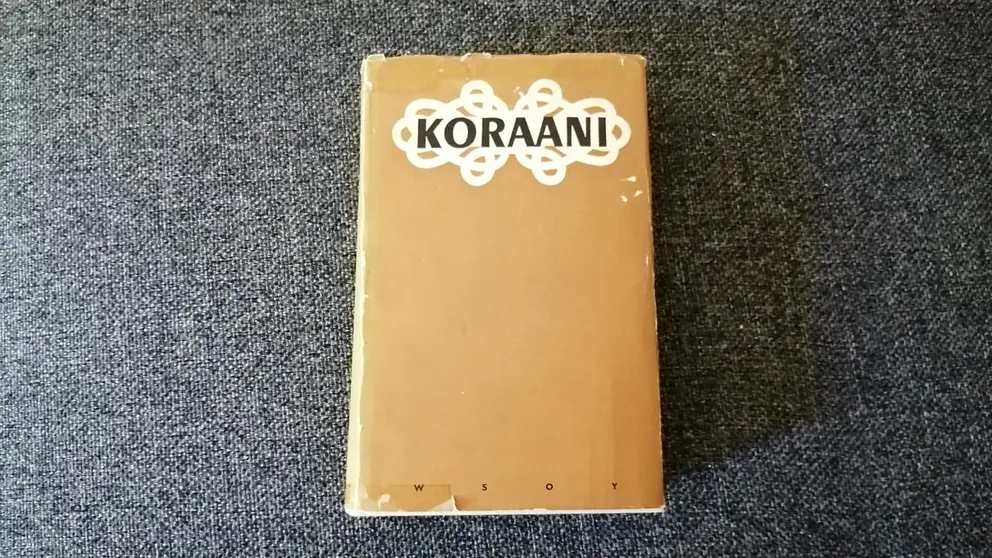 KORAANI
W S O Y